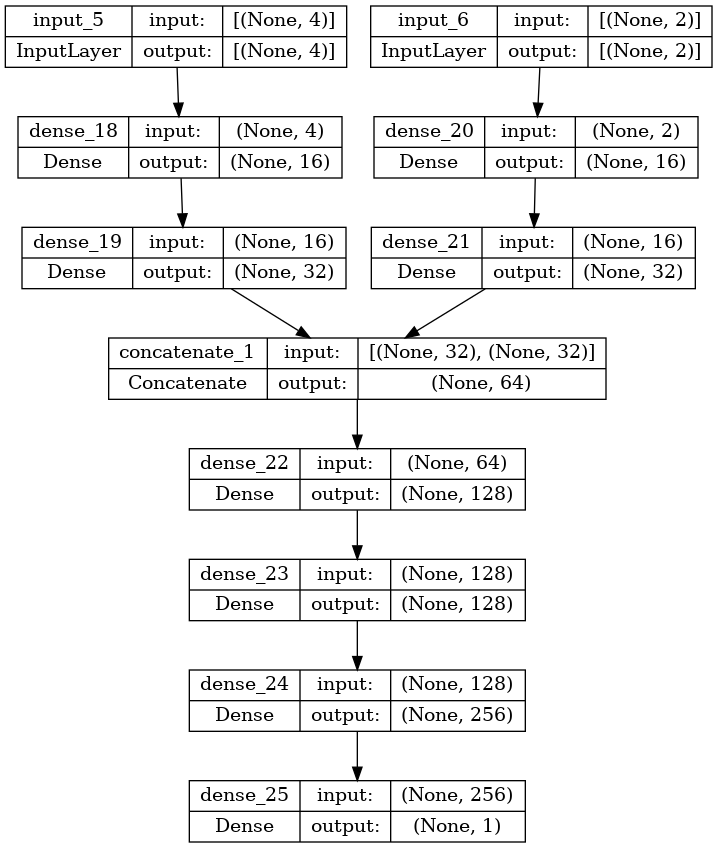 input_5 input: [(None, 4)]
InputLayer output: [(None, 4)]
input_6 input: [(None, 2)]
InputLayer output: [(None, 2)]
dense_18 input: (None, 4)
Dense output: (None, 16)
dense_20 input: (None, 2)
Dense output: (None, 16)
dense_19 input: (None, 16)
Dense output: (None, 32)
dense_21 input: (None, 16)
Dense output: (None, 32)
concatenate_1 input: [(None, 32), (None, 32)]
Concatenate output: (None, 64)
dense_22 input: (None, 64)
Dense output: (None, 128)
dense_23 input: (None, 128)
Dense output: (None, 128)
dense_24 input: (None, 128)
Dense output: (None, 256)
dense_25 input: (None, 256)
Dense output: (None, 1)